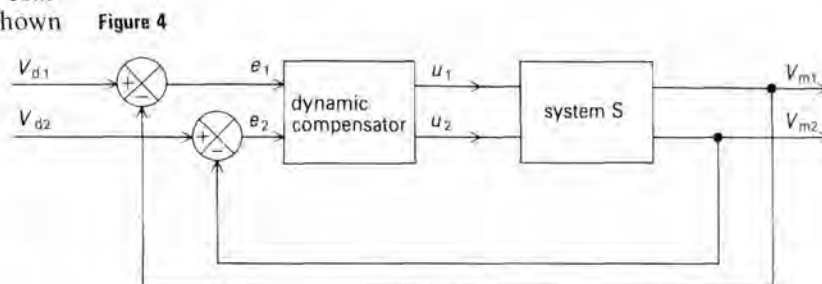 hown Figure 4
V_d1 + − e_1 dynamic compensator u_1 system S V_m1
V_d2 + − e_2 u_2 V_m2